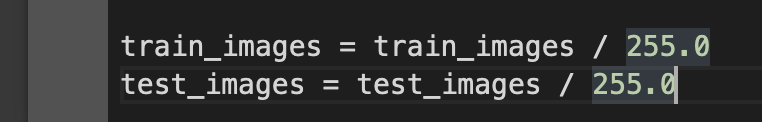 train_images = train_images / 255.0
test_images = test_images / 255.0